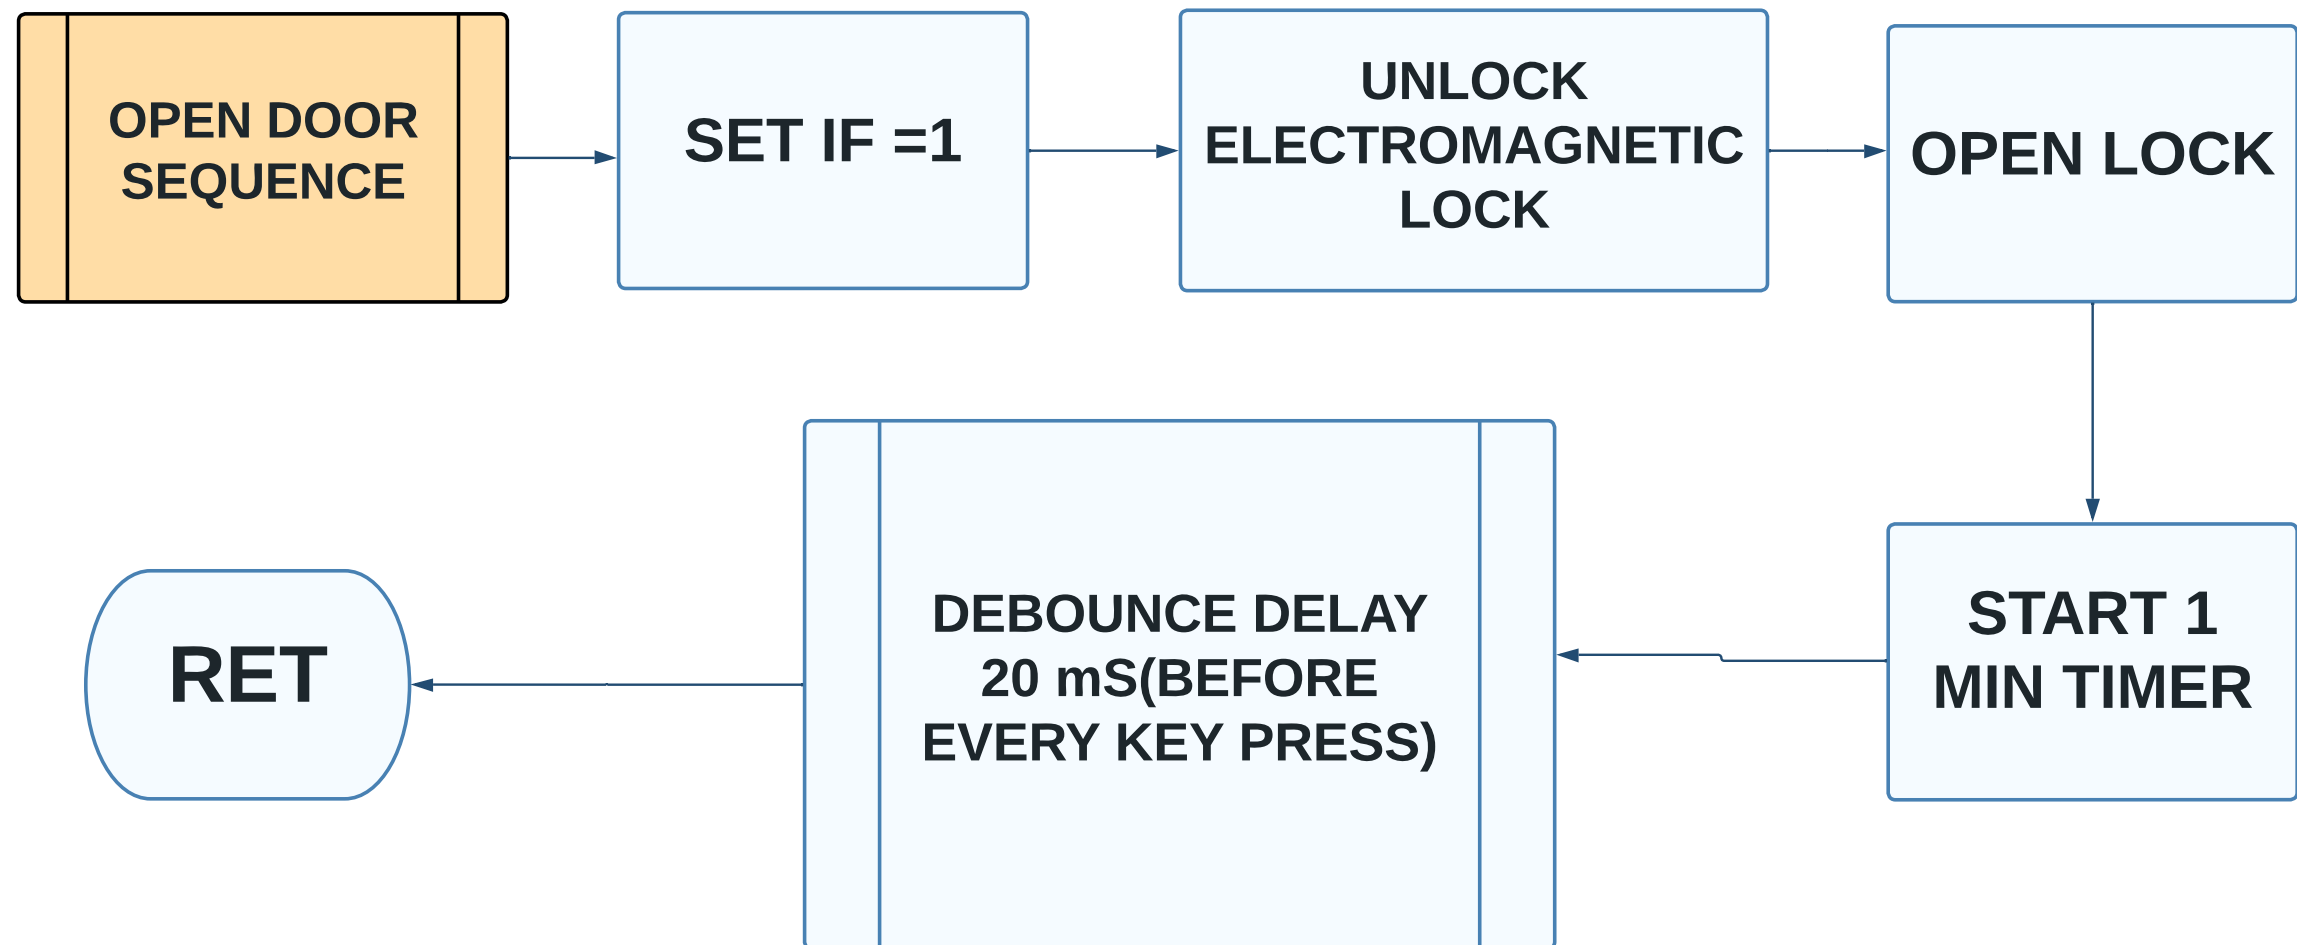 OPEN DOOR
SEQUENCE
SET IF =1
UNLOCK
ELECTROMAGNETIC
LOCK
OPEN LOCK
START 1
MIN TIMER
DEBOUNCE DELAY
20 mS(BEFORE
EVERY KEY PRESS)
RET